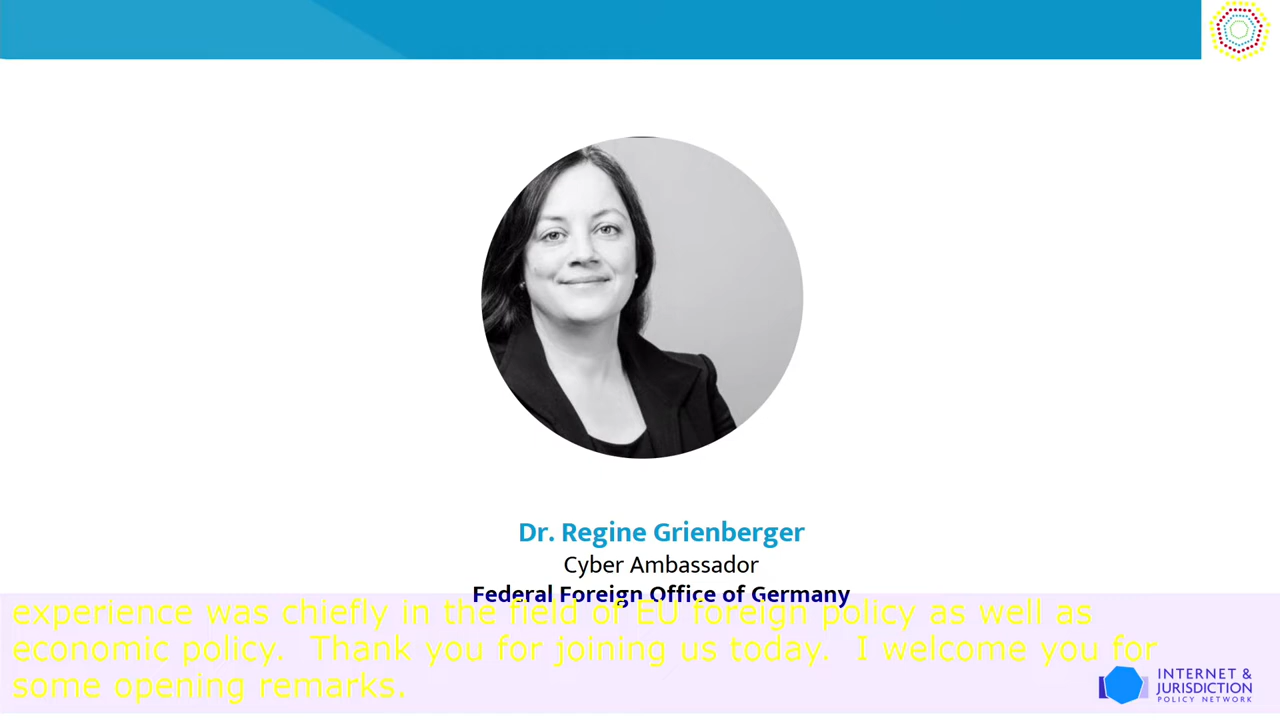 Dr. Regine Grienberger
Cyber Ambassador
Federal Foreign Office of Germany
experience was chiefly in the field of EU foreign policy as well as
economic policy.  Thank you for joining us today.  I welcome you for
some opening remarks.
INTERNET &
JURISDICTION
POLICY NETWORK